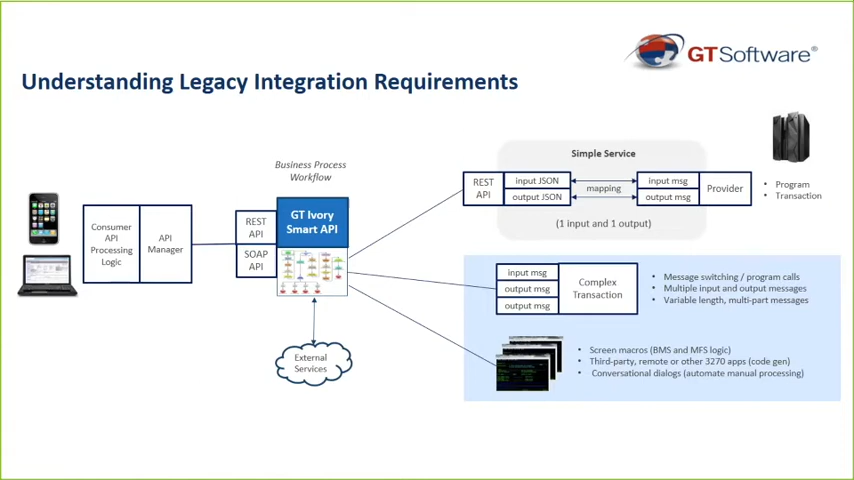 GTSoftware®
Understanding Legacy Integration Requirements
Business Process
Workflow
Simple Service
REST
API
input JSON
output JSON
mapping
input msg
output msg
Provider
• Program
• Transaction
(1 input and 1 output)
Consumer
API
Processing
Logic
API
Manager
REST
API
SOAP
API
GT Ivory
Smart API
input msg
output msg
output msg
Complex
Transaction
• Message switching / program calls
• Multiple input and output messages
• Variable length, multi-part messages
External
Services
• Screen macros (BMS and MFS logic)
• Third-party, remote or other 3270 apps (code gen)
• Conversational dialogs (automate manual processing)